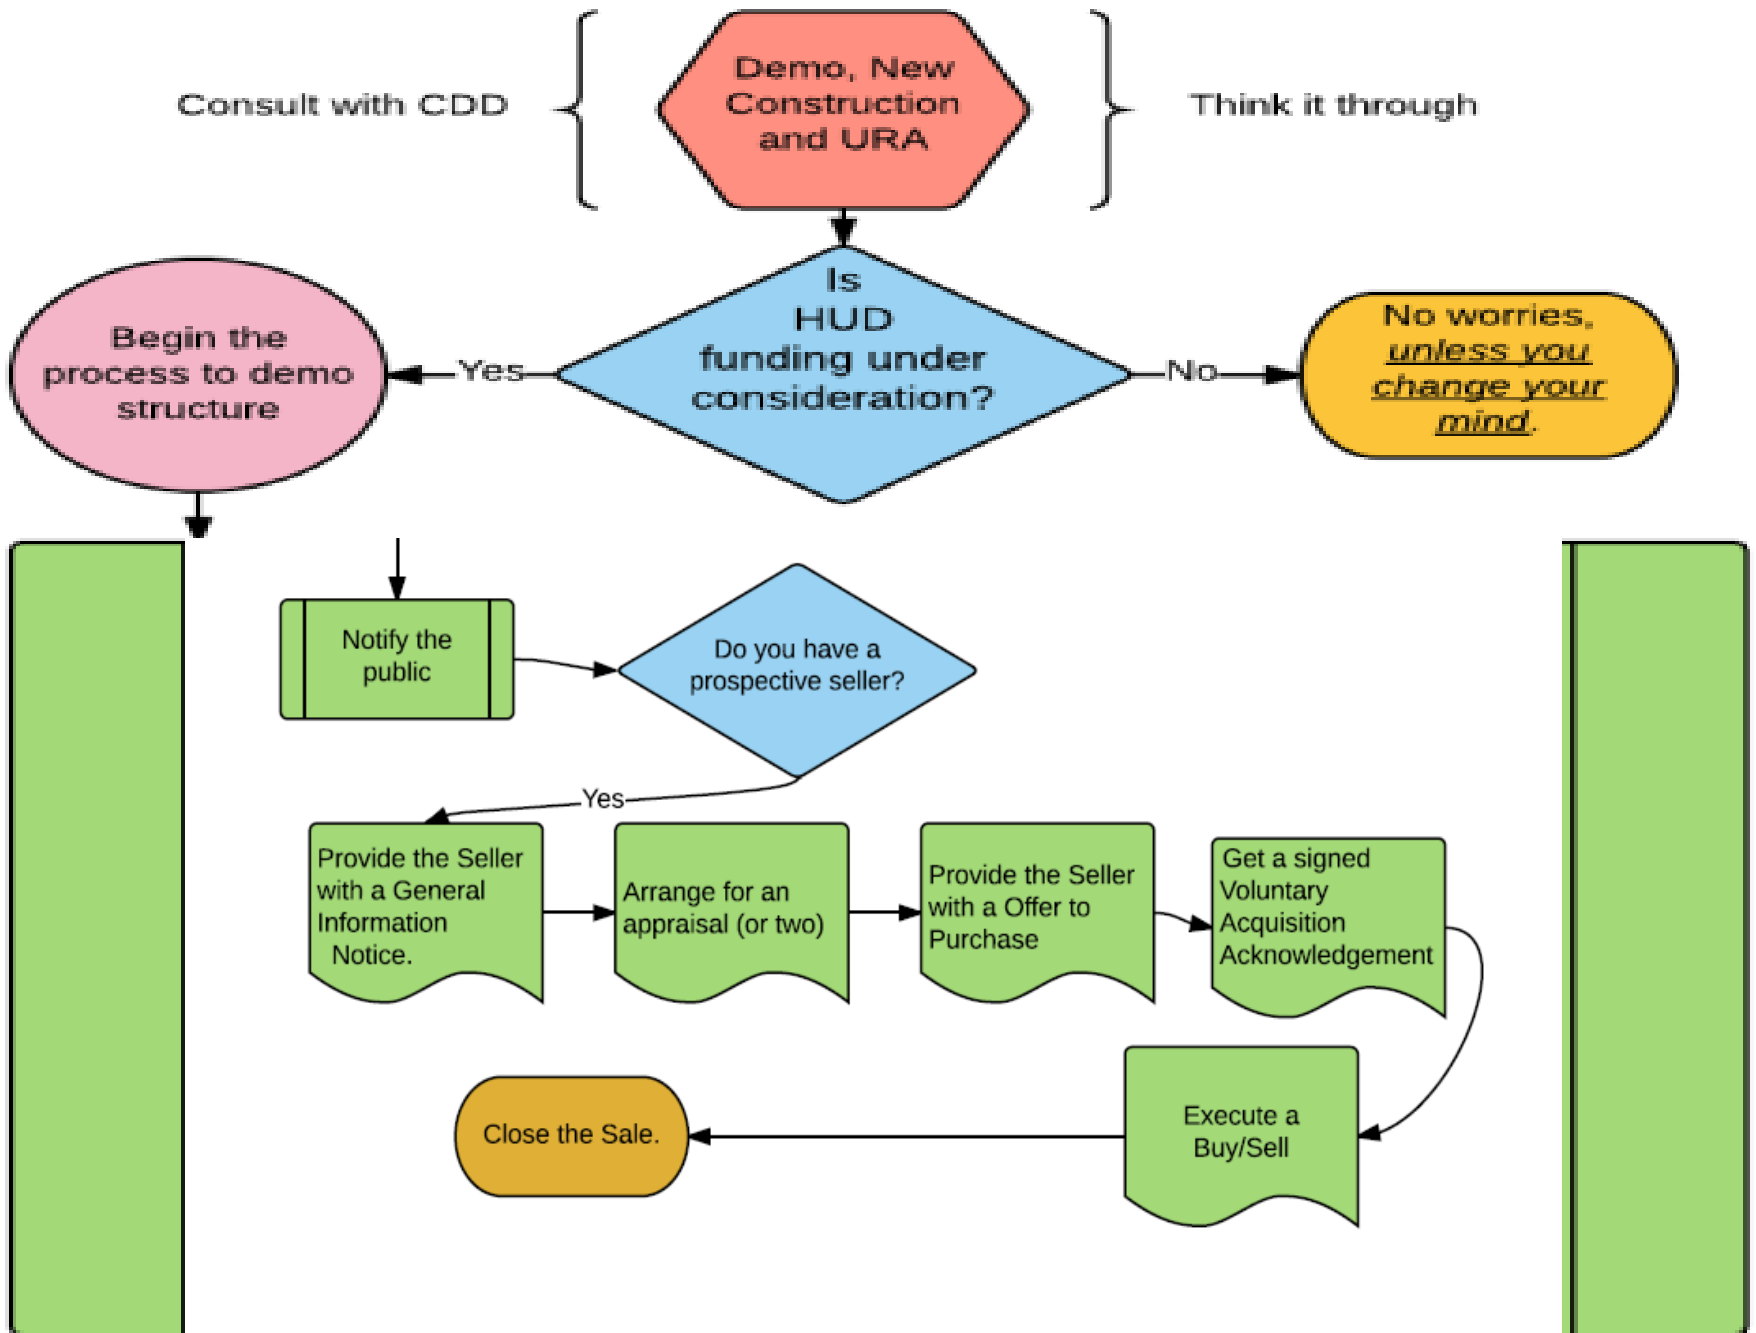 Consult with CDD
Demo, New
Construction
and URA
Think it through
Is
HUD
funding under
consideration?
Yes
No
Begin the
process to demo
structure
No worries,
unless you
change your
mind.
Notify the
public
Do you have a
prospective seller?
Yes
Provide the Seller
with a General
Information
Notice.
Arrange for an
appraisal (or two)
Provide the Seller
with a Offer to
Purchase
Get a signed
Voluntary
Acquisition
Acknowledgement
Execute a
Buy/Sell
Close the Sale.